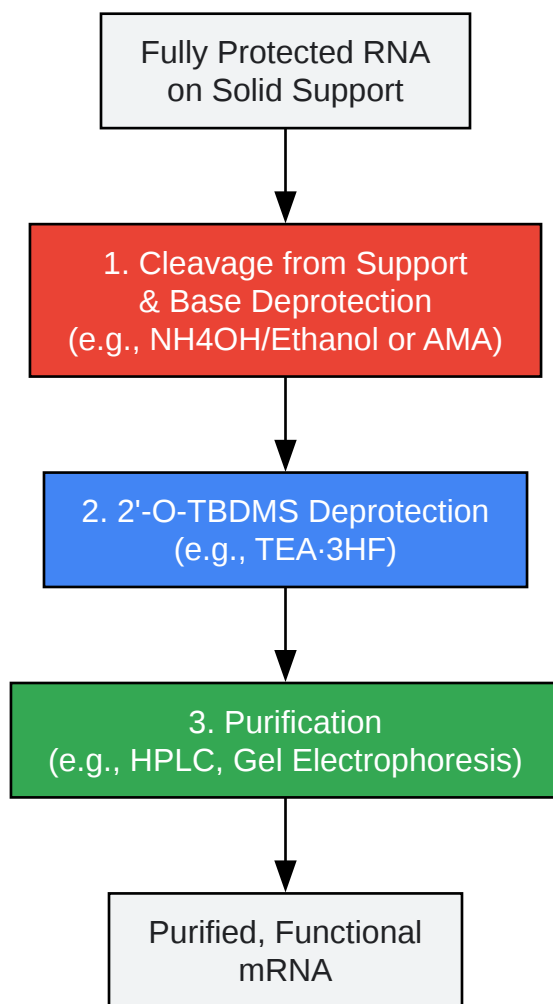 Fully Protected RNA
on Solid Support
1. Cleavage from Support
& Base Deprotection
(e.g., NH4OH/Ethanol or AMA)
2. 2'-O-TBDMS Deprotection
(e.g., TEA·3HF)
3. Purification
(e.g., HPLC, Gel Electrophoresis)
Purified, Functional
mRNA